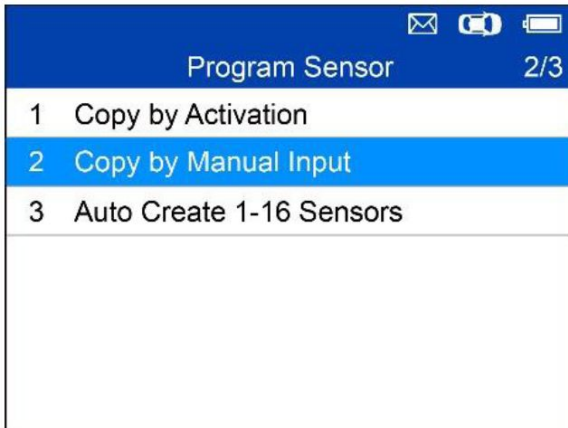 Program Sensor 2/3
1 Copy by Activation
2 Copy by Manual Input
3 Auto Create 1-16 Sensors